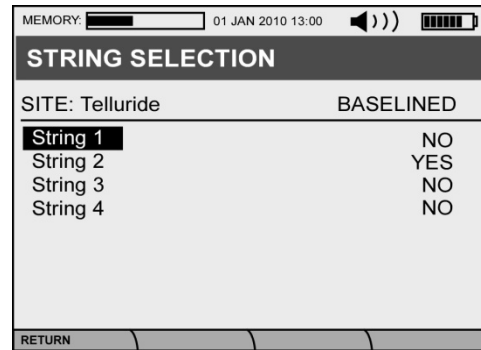 MEMORY: 01 JAN 2010 13:00
STRING SELECTION
SITE: Telluride BASELINED
String 1 NO
String 2 YES
String 3 NO
String 4 NO
RETURN